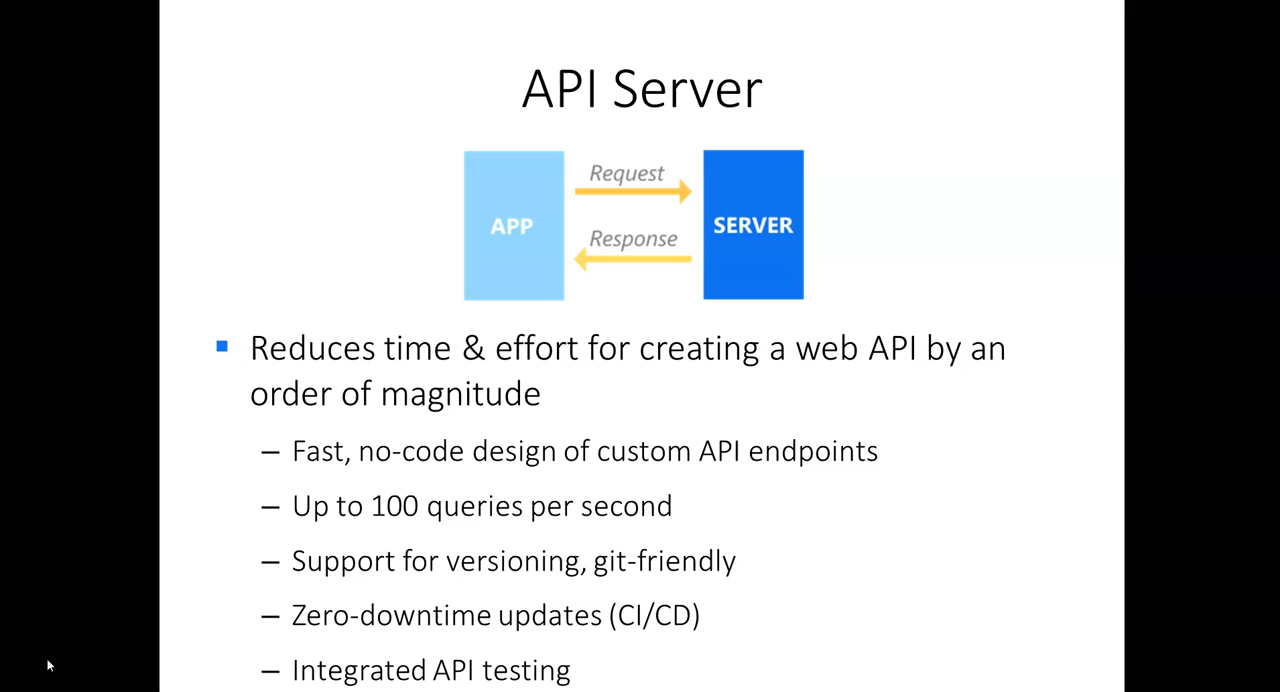 API Server
Request
APP
SERVER
Response
▪ Reduces time & effort for creating a web API by an
order of magnitude
– Fast, no-code design of custom API endpoints
– Up to 100 queries per second
– Support for versioning, git-friendly
– Zero-downtime updates (CI/CD)
– Integrated API testing